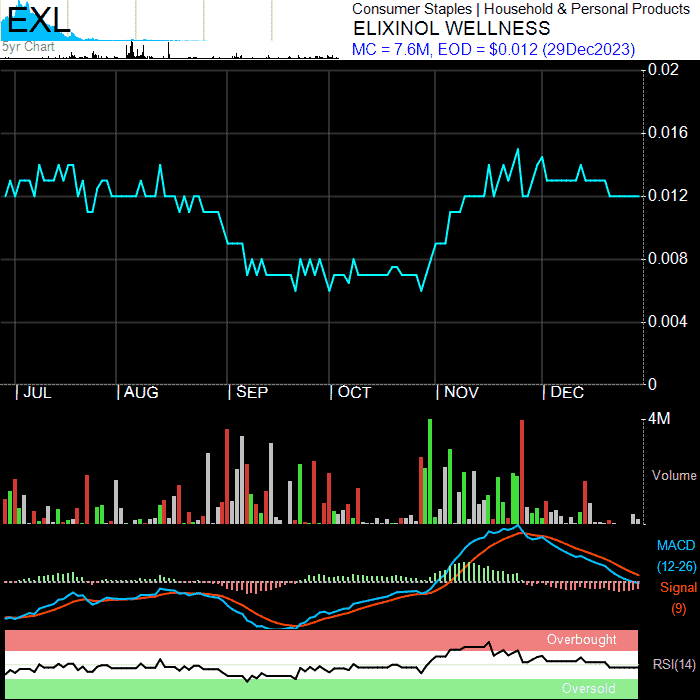 EXL
5yr Chart
Consumer Staples | Household & Personal Products
ELIXINOL WELLNESS
MC = 7.6M, EOD = $0.012 (29Dec2023)
0.02
0.016
0.012
0.008
0.004
0
JUL AUG SEP OCT NOV DEC
4M
Volume
MACD
(12-26)
Signal
(9)
Overbought
RSI(14)
Oversold